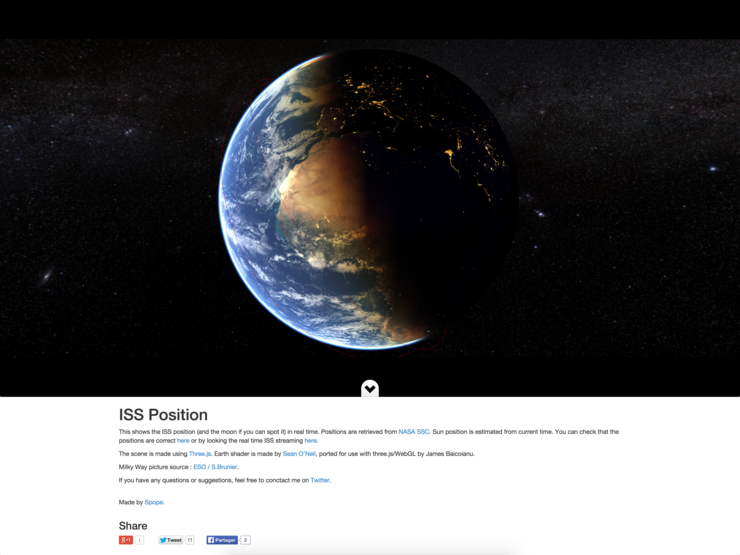 ISS Position
This shows the ISS position (and the moon if you can spot it) in real time. Positions are retrieved from NASA SSC. Sun position is estimated from current time. You can check that the
positions are correct here or by looking the real time ISS streaming here.
The scene is made using Three.js. Earth shader is made by Sean O'Neil, ported for use with three.js/WebGL by James Baicoianu.
Milky Way picture source : ESO / S.Brunier.
If you have any questions or suggestions, feel free to conctact me on Twitter.
Made by Spope.
Share
g+1 1 Tweet 11 Partager 2